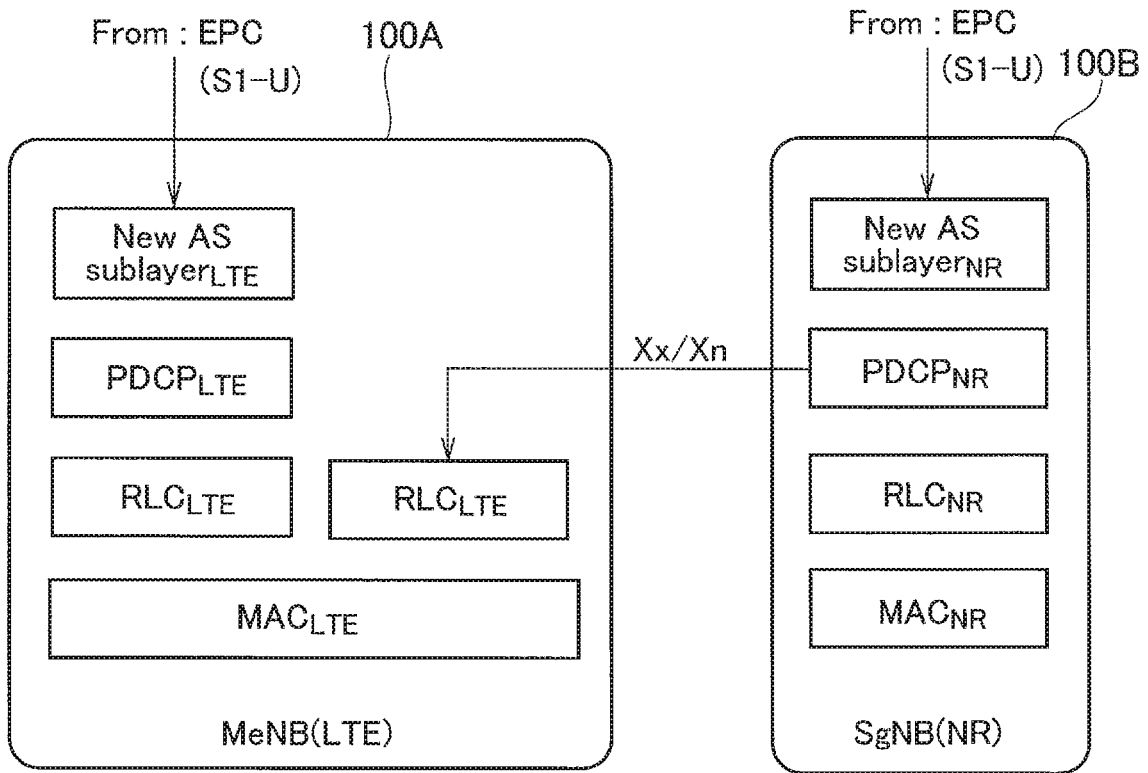 From : EPC
(S1-U)
100A
From : EPC
(S1-U)
100B
New AS
sublayerLTE
PDCPLTE
RLCLTE
RLCLTE
MACLTE
MeNB(LTE)
Xx/Xn
New AS
sublayerNR
PDCPNR
RLCNR
MACNR
SgNB(NR)